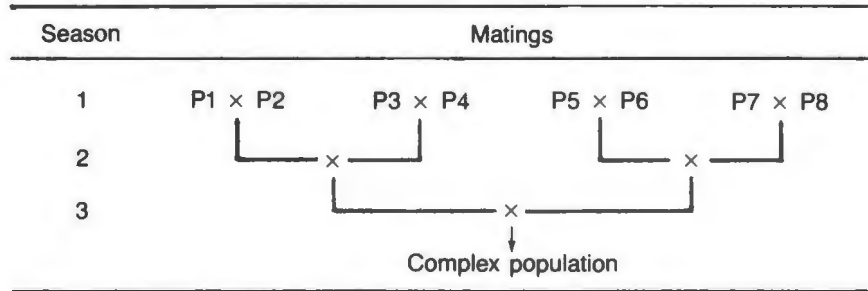 Season Matings
1 P1 × P2 P3 × P4 P5 × P6 P7 × P8
2 × ×
3 ×
Complex population